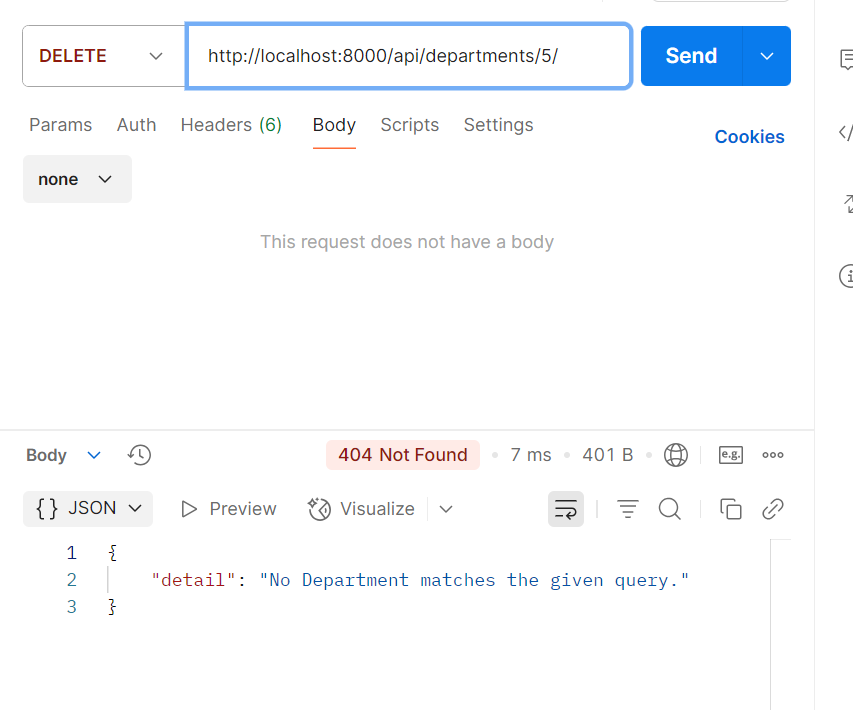 DELETE http://localhost:8000/api/departments/5/ Send
Params Auth Headers (6) Body Scripts Settings Cookies
none
This request does not have a body
Body 404 Not Found • 7 ms • 401 B • e.g.
{} JSON Preview Visualize
1 {
2 "detail": "No Department matches the given query."
3 }